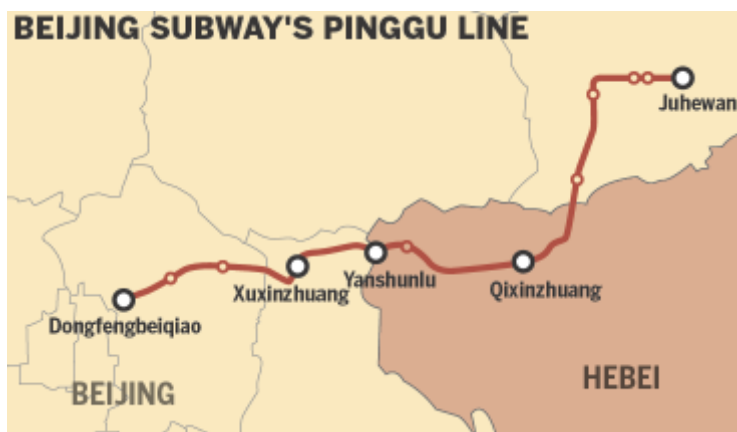 BEIJING SUBWAY'S PINGGU LINE
Juhewan
Xuxinzhuang
Yanshunlu
Qixinzhuang
Dongfengbeiqiao
BEIJING
HEBEI